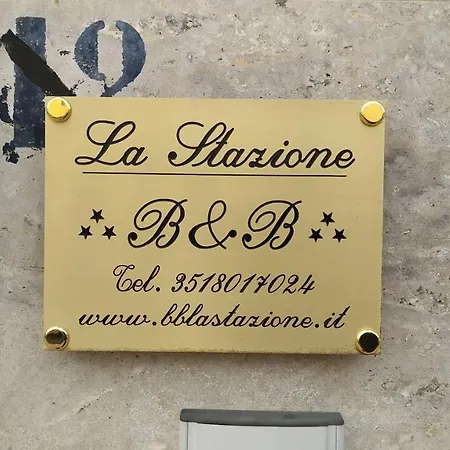 La Stazione
B&B
Tel. 3518017024
www.bblastazione.it